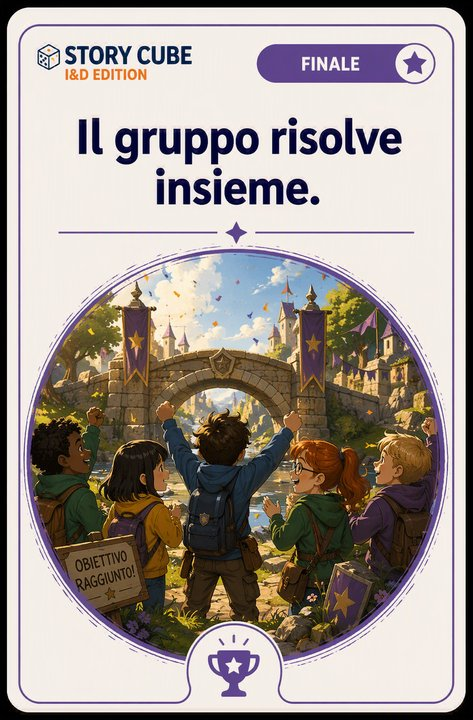 STORY CUBE
I&D EDITION
FINALE
Il gruppo risolve
insieme.
OBIETTIVO
RAGGIUNTO!